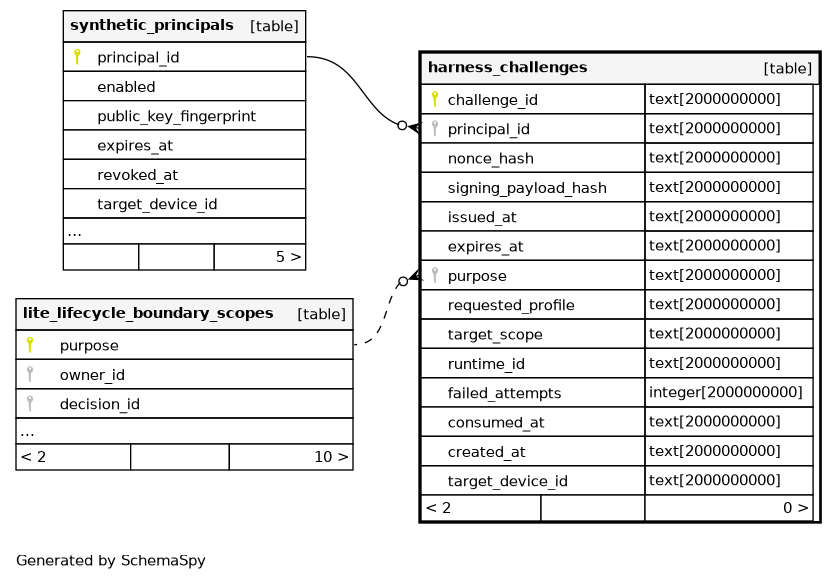 synthetic_principals [table]
principal_id
enabled
public_key_fingerprint
expires_at
revoked_at
target_device_id
...
5 >
lite_lifecycle_boundary_scopes [table]
purpose
owner_id
decision_id
...
< 2 10 >
harness_challenges [table]
challenge_id text[2000000000]
principal_id text[2000000000]
nonce_hash text[2000000000]
signing_payload_hash text[2000000000]
issued_at text[2000000000]
expires_at text[2000000000]
purpose text[2000000000]
requested_profile text[2000000000]
target_scope text[2000000000]
runtime_id text[2000000000]
failed_attempts integer[2000000000]
consumed_at text[2000000000]
created_at text[2000000000]
target_device_id text[2000000000]
< 2 0 >
Generated by SchemaSpy